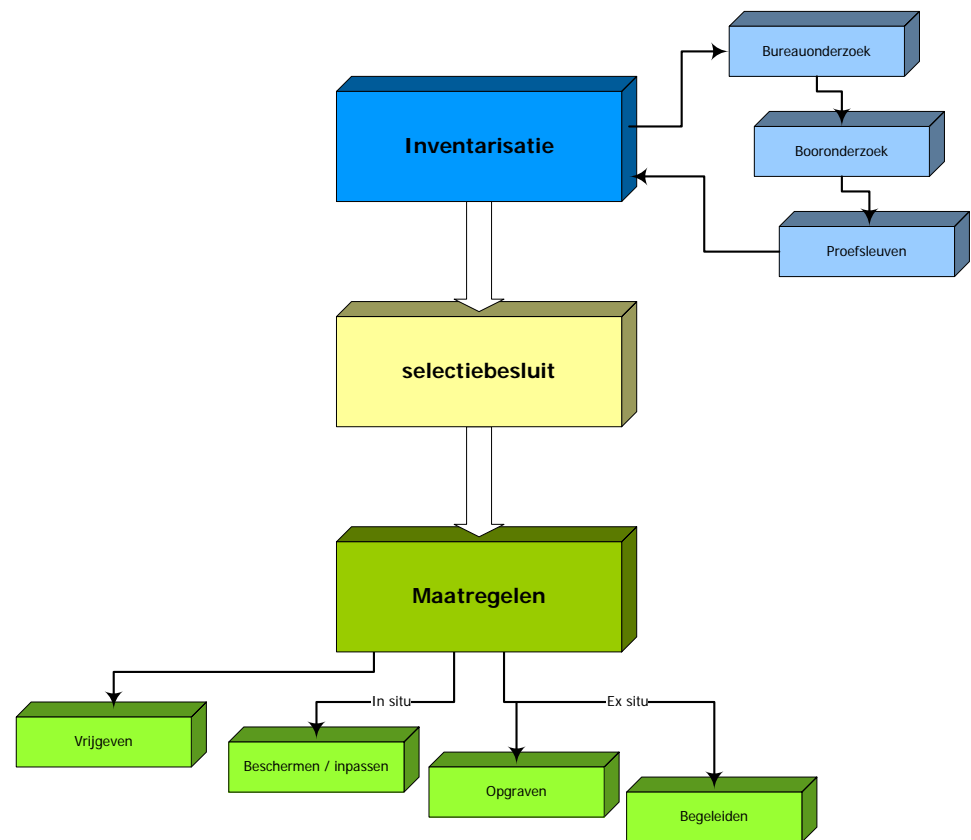 Bureauonderzoek
Inventarisatie
Booronderzoek
Proefsleuven
selectiebesluit
Maatregelen
In situ
Ex situ
Vrijgeven
Beschermen / inpassen
Opgraven
Begeleiden